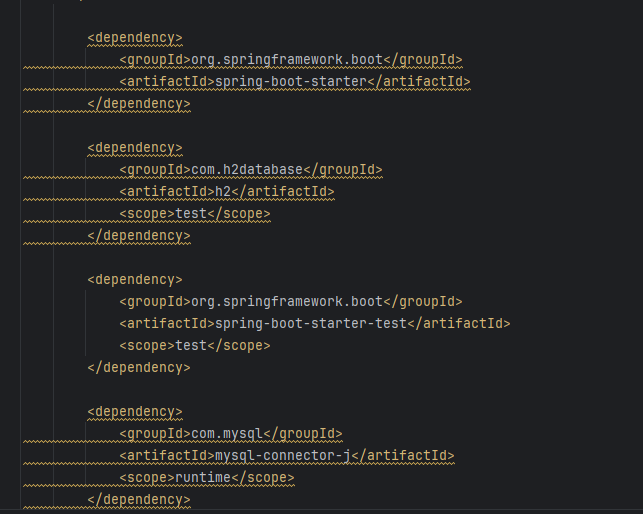 <dependency>
<groupId>org.springframework.boot</groupId>
<artifactId>spring-boot-starter</artifactId>
</dependency>
<dependency>
<groupId>com.h2database</groupId>
<artifactId>h2</artifactId>
<scope>test</scope>
</dependency>
<dependency>
<groupId>org.springframework.boot</groupId>
<artifactId>spring-boot-starter-test</artifactId>
<scope>test</scope>
</dependency>
<dependency>
<groupId>com.mysql</groupId>
<artifactId>mysql-connector-j</artifactId>
<scope>runtime</scope>
</dependency>